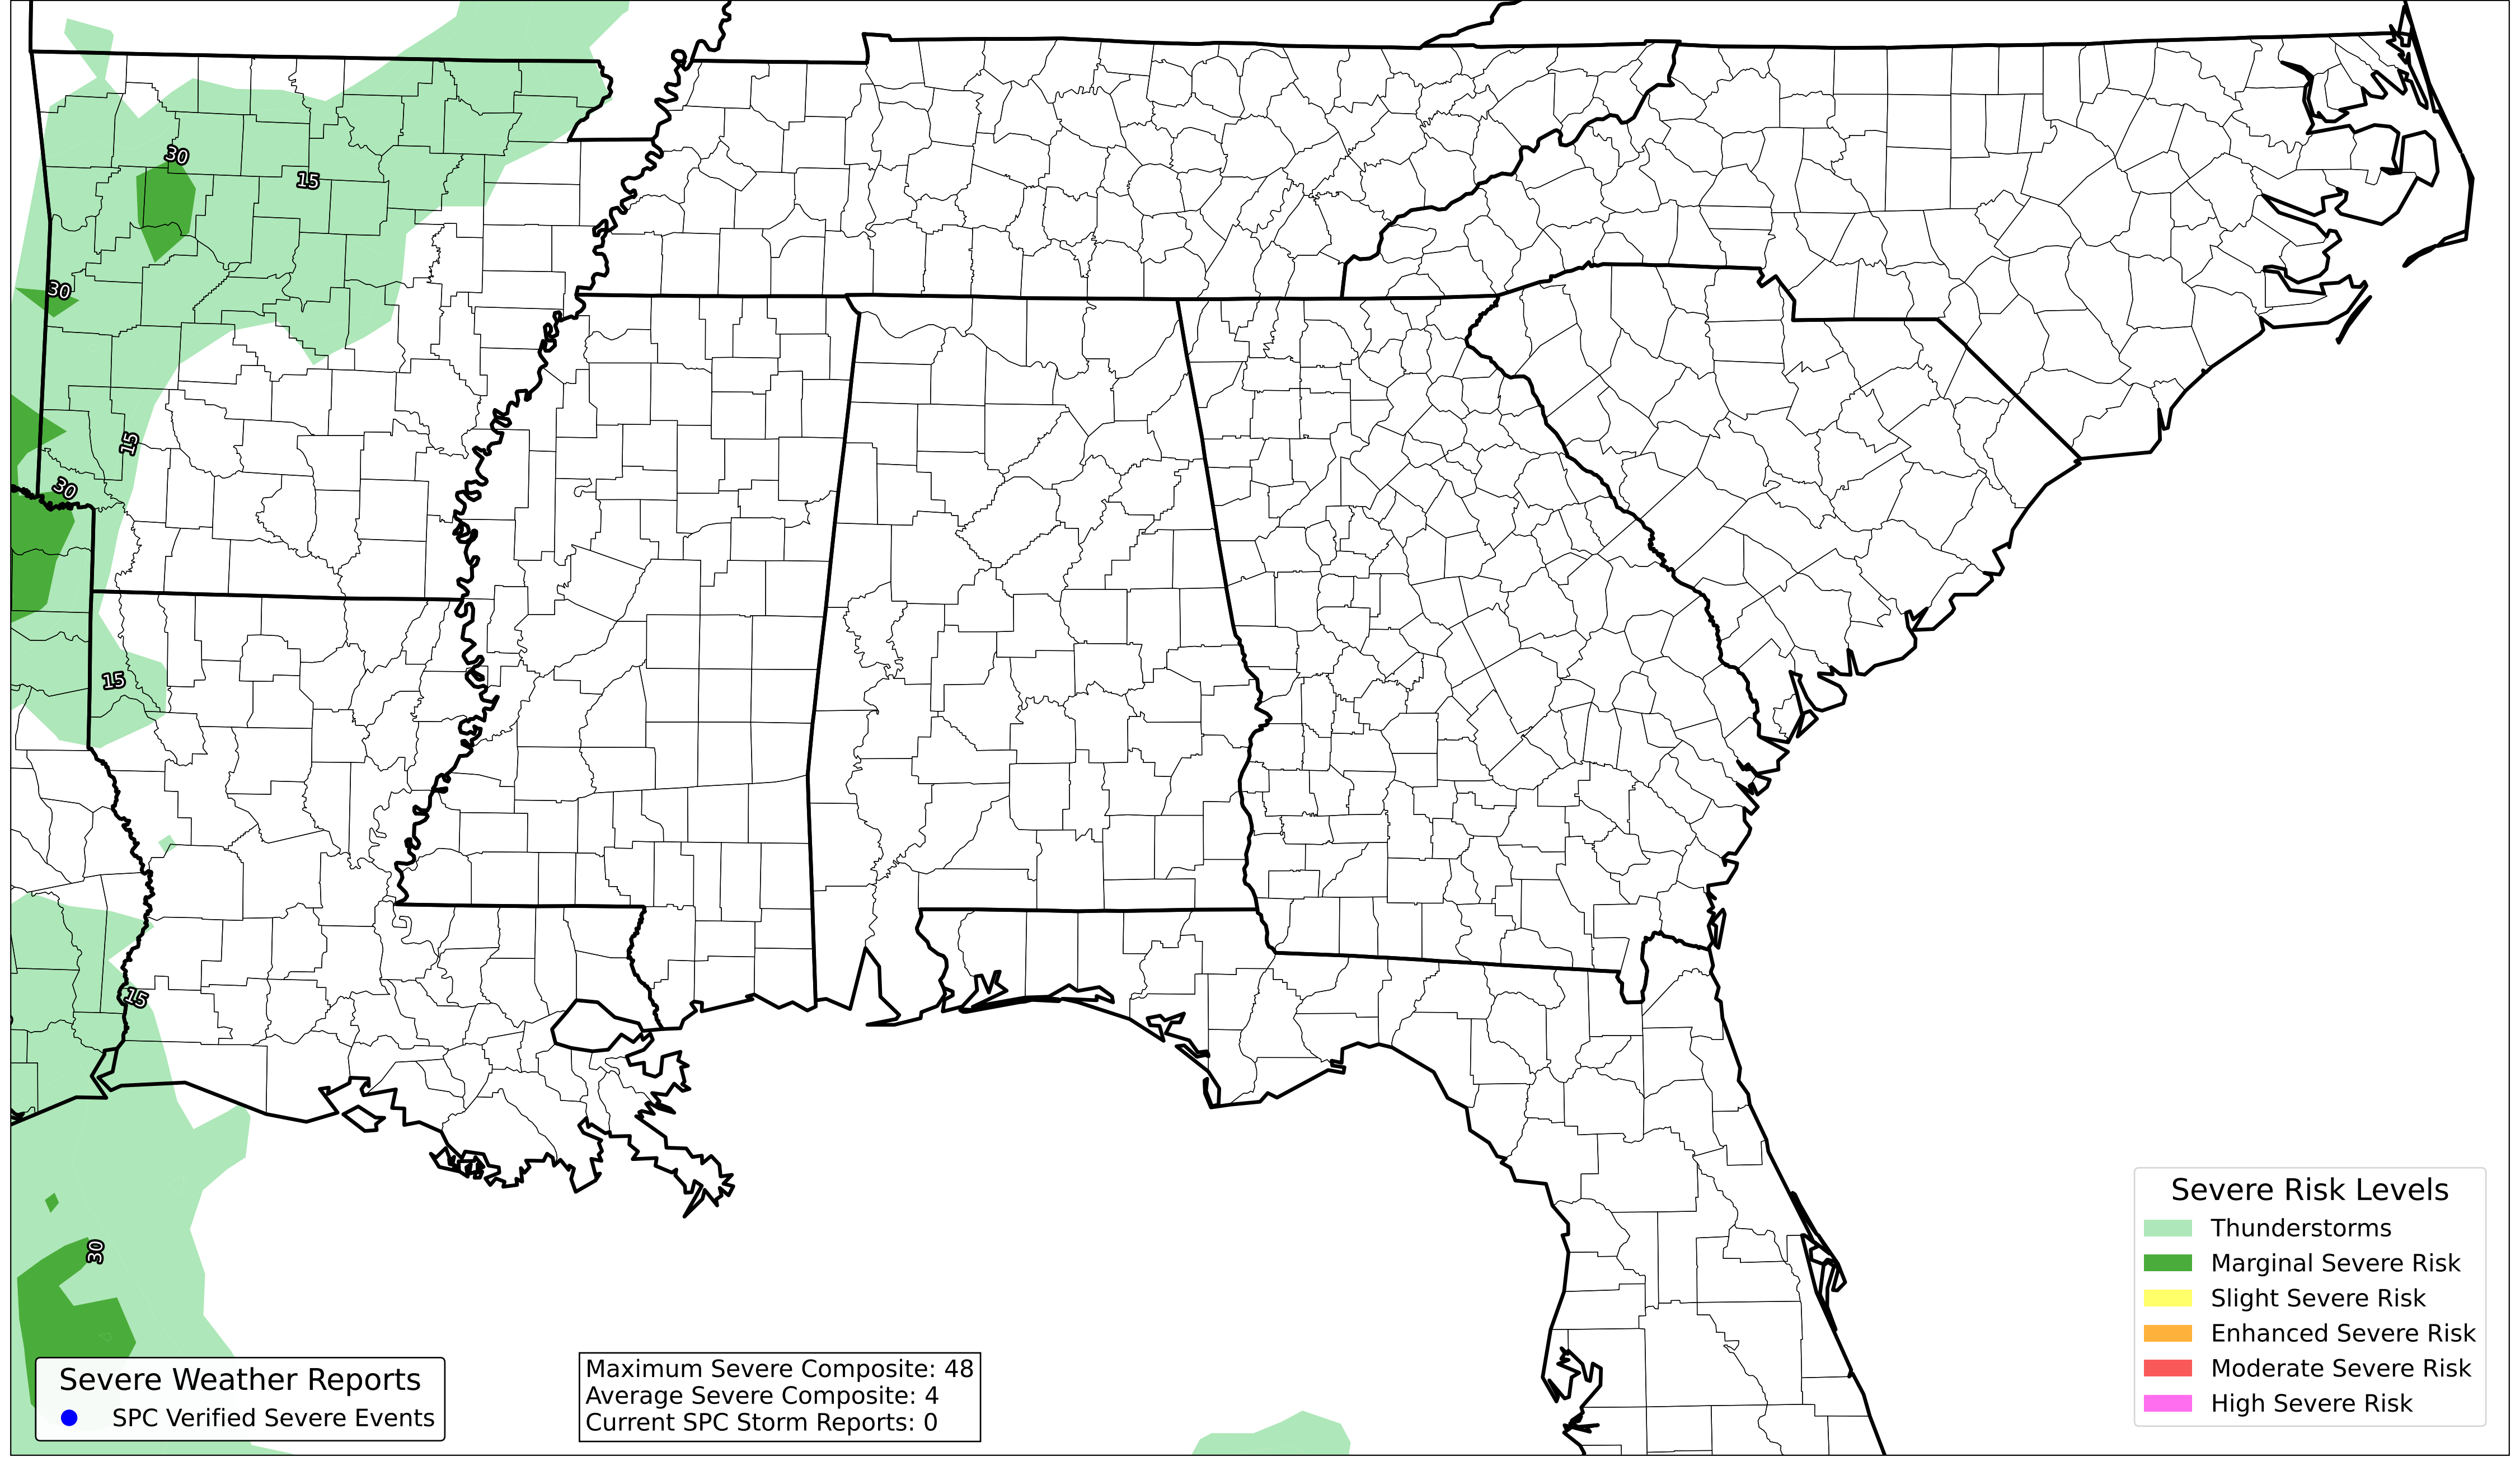 30
15
30
15
30
15
15
30
Severe Weather Reports
SPC Verified Severe Events
Maximum Severe Composite: 48
Average Severe Composite: 4
Current SPC Storm Reports: 0
Severe Risk Levels
Thunderstorms
Marginal Severe Risk
Slight Severe Risk
Enhanced Severe Risk
Moderate Severe Risk
High Severe Risk